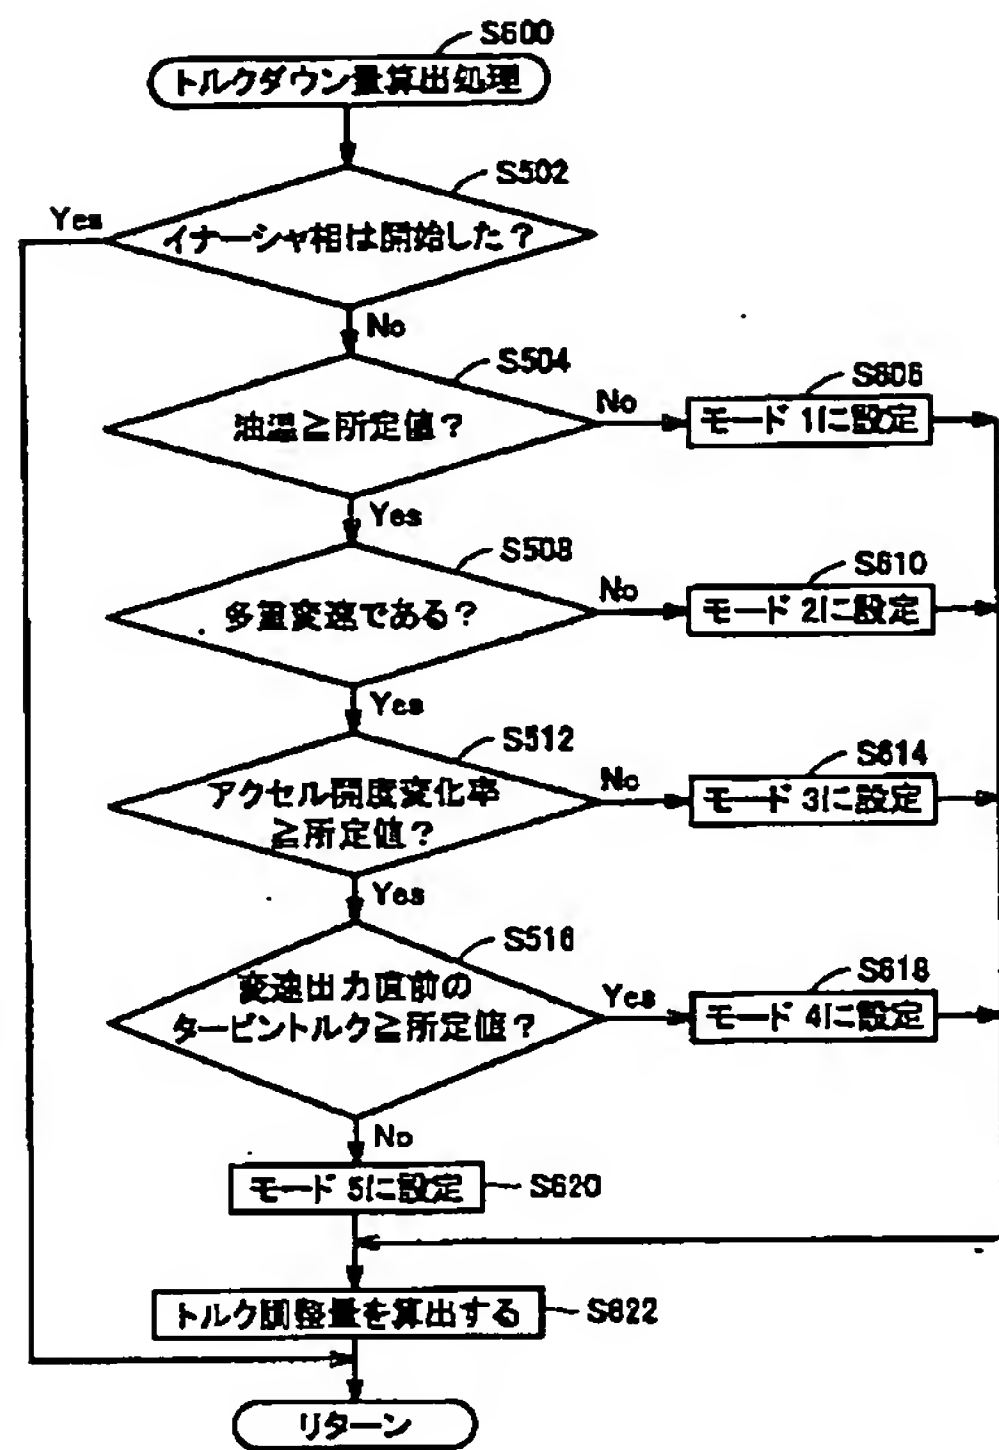 S600
トルクダウン量算出処理
S502
Yes
イナーシャ相は開始した？
No
S504
油温≧所定値？
No
S606
モード 1に設定
Yes
S508
多重変速である？
No
S610
モード 2に設定
Yes
S512
アクセル開度変化率
≧所定値？
No
S614
モード 3に設定
Yes
S516
変速出力直前の
タービントルク≧所定値？
Yes
S618
モード 4に設定
No
モード 5に設定
S620
トルク調整量を算出する
S622
リターン